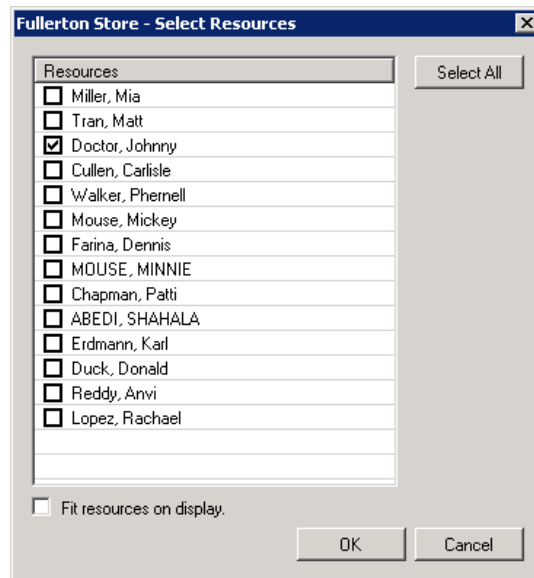 Fullerton Store - Select Resources
Resources
Select All
Miller, Mia
Tran, Matt
Doctor, Johnny
Cullen, Carlisle
Walker, Phernell
Mouse, Mickey
Farina, Dennis
MOUSE, MINNIE
Chapman, Patti
ABEDI, SHAHALA
Erdmann, Karl
Duck, Donald
Reddy, Anvi
Lopez, Rachael
Fit resources on display.
OK
Cancel